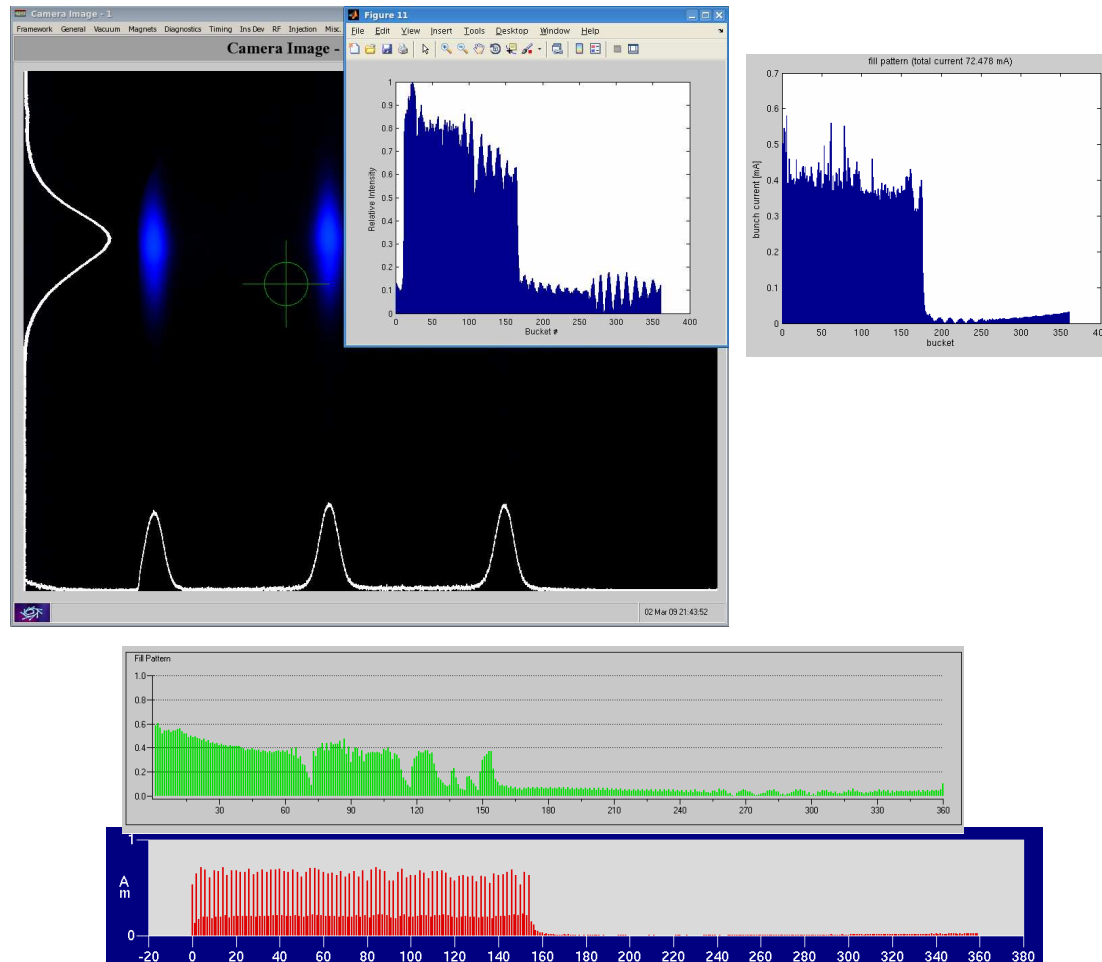 Camera Image - 1
Framework General Vacuum Magnets Diagnostics Timing Ins Dev RF Injection Misc.
Camera Image -
Figure 11
File Edit View Insert Tools Desktop Window Help
1
0.9
0.8
0.7
0.6
0.5
0.4
0.3
0.2
0.1
0
Relative Intensity
0 50 100 150 200 250 300 350 400
Bucket #
fill pattern (total current 72.478 mA)
0.7
0.6
0.5
0.4
0.3
0.2
0.1
0
bunch current [mA]
0 50 100 150 200 250 300 350 40
bucket
02 Mar 09 21:43:52
Fill Pattern
1.0
0.8
0.6
0.4
0.2
0.0
30 60 90 120 150 180 210 240 270 300 330 360
1
A
m
0
-20 0 20 40 60 80 100 120 140 160 180 200 220 240 260 280 300 320 340 360 380